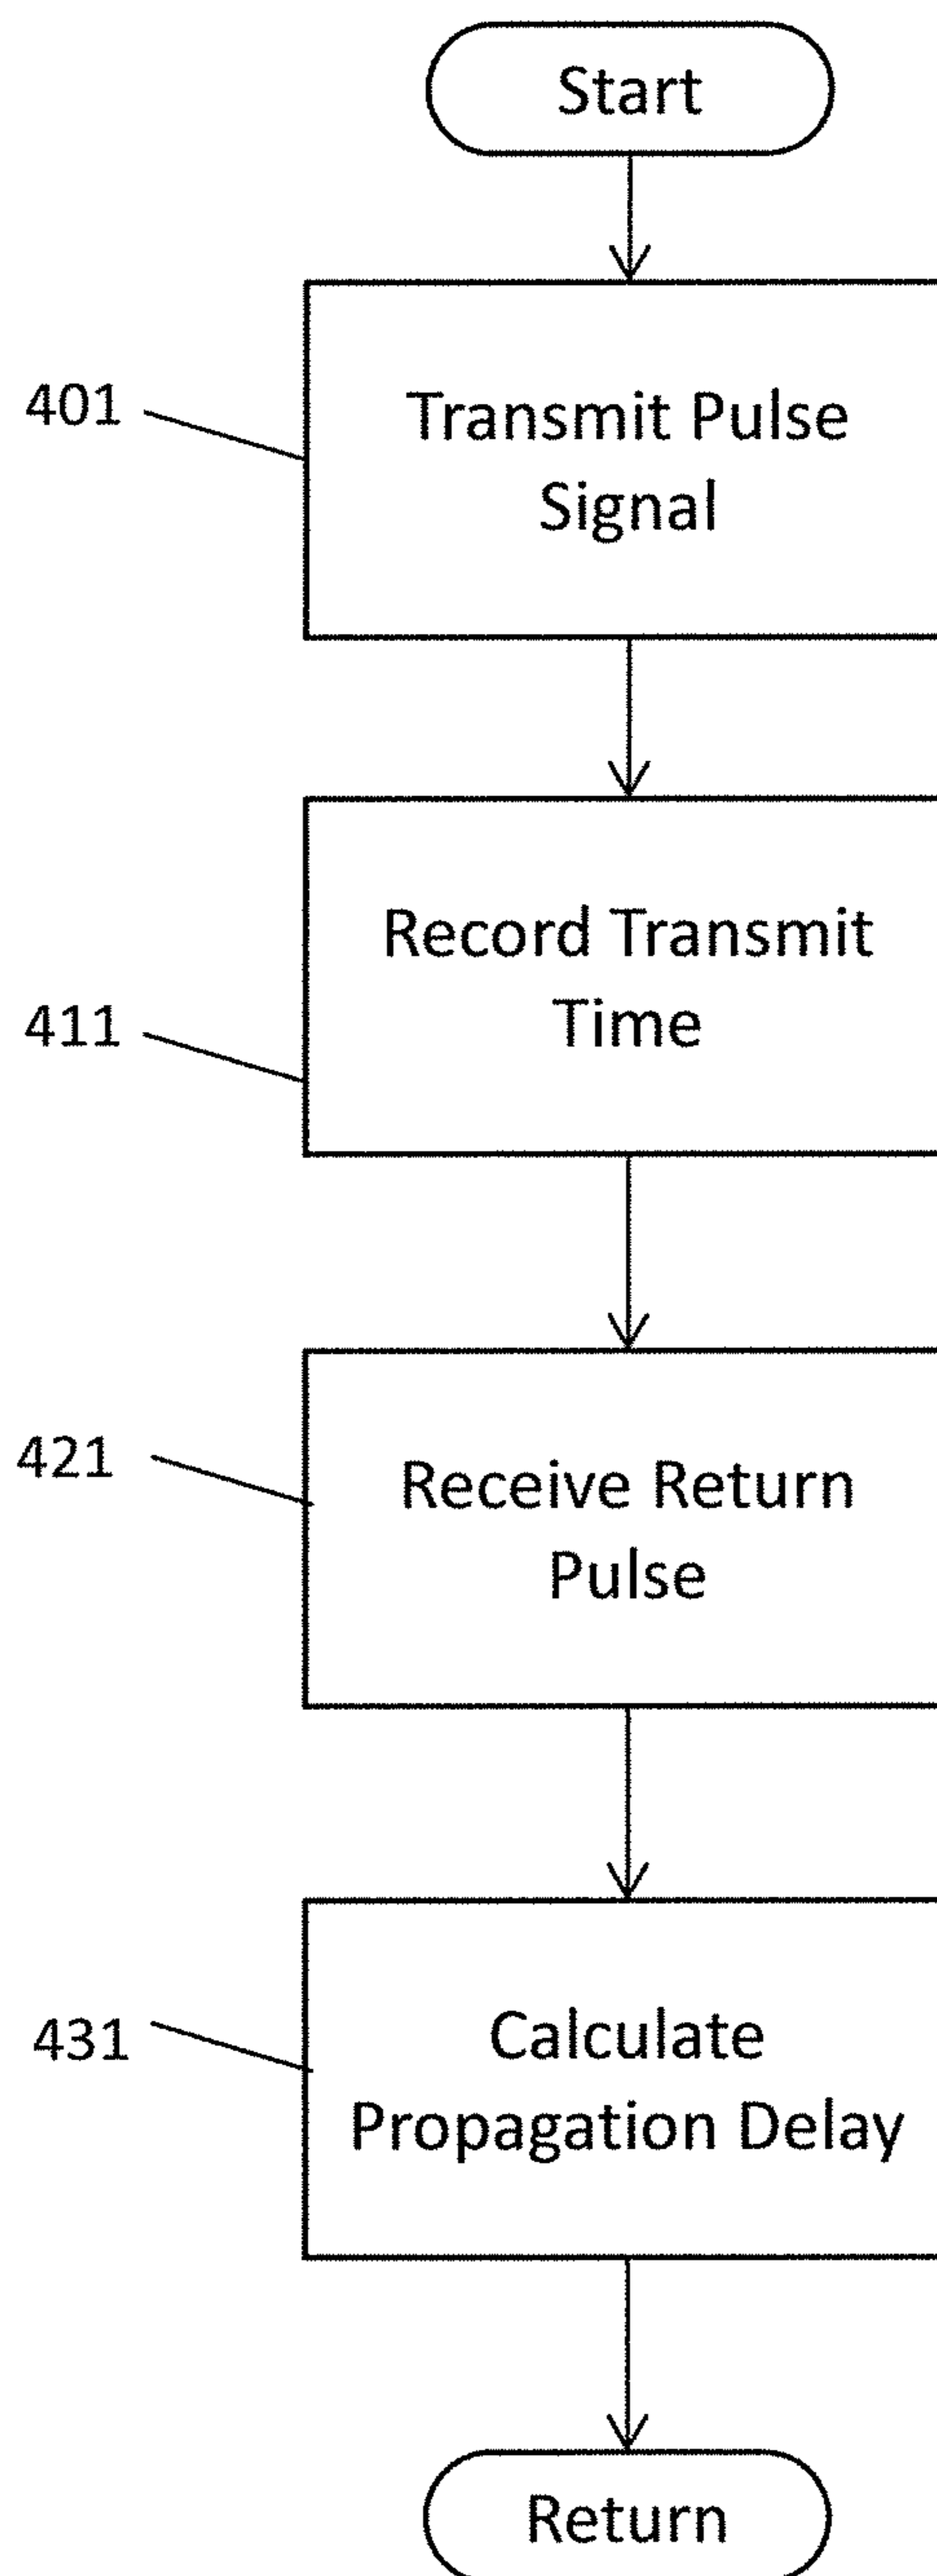 Start
401
Transmit Pulse
Signal
Record Transmit
Time
411
421
Receive Return
Pulse
431
Calculate
Propagation Delay
Return